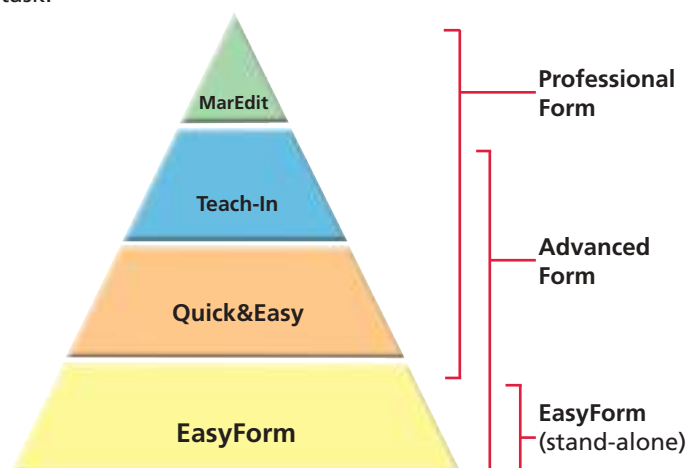 task.
MarEdit
Teach-In
Quick&Easy
EasyForm
Professional
Form
Advanced
Form
EasyForm
(stand-alone)